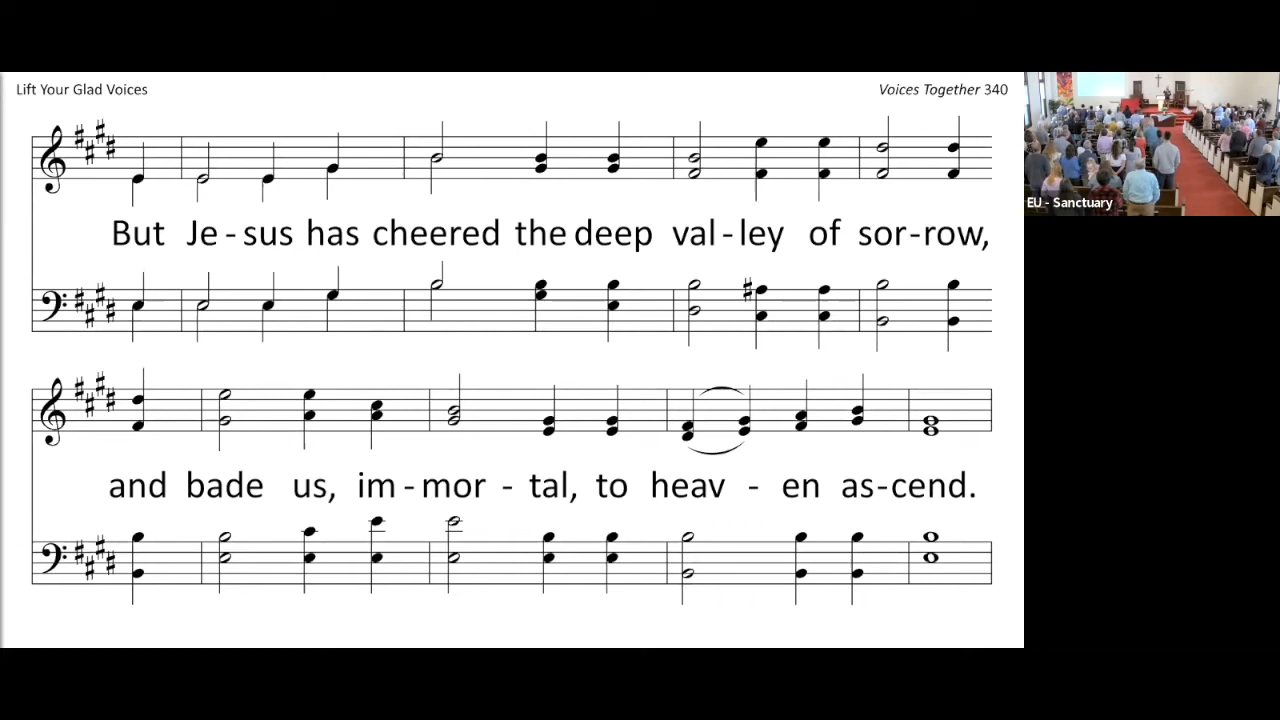 Lift Your Glad Voices
Voices Together 340
But Je - sus has cheered the deep val - ley of sor - row,
and bade us, im - mor - tal, to heav - en as - cend.
EU - Sanctuary